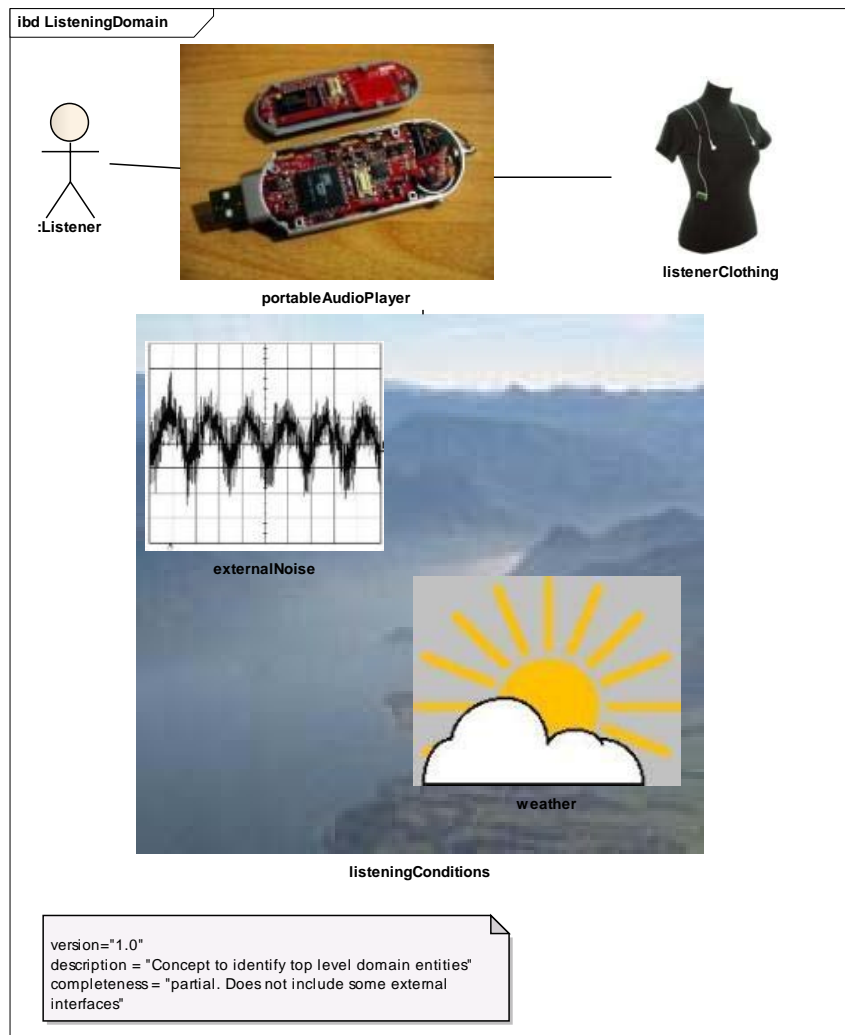 ibd ListeningDomain
:Listener
portableAudioPlayer
listenerClothing
externalNoise
weather
listeningConditions
version="1.0"
description = "Concept to identify top level domain entities"
completeness = "partial. Does not include some external
interfaces"